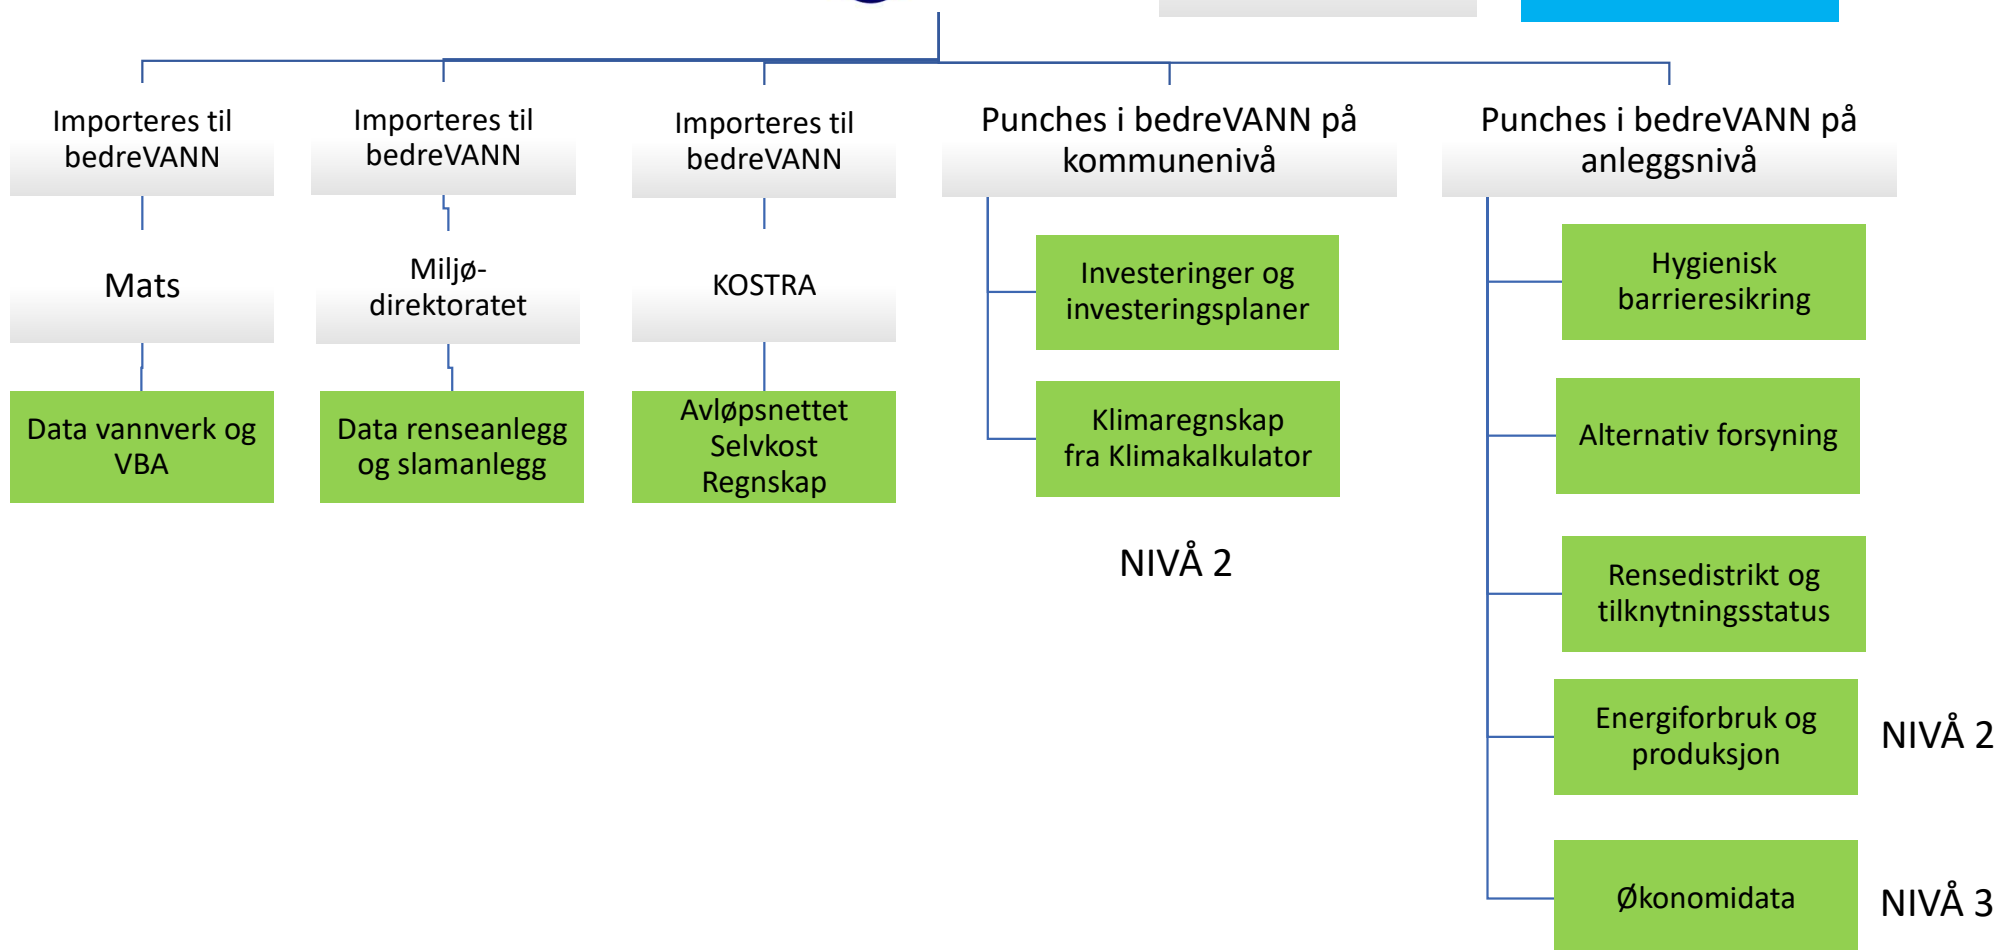 Importeres til
bedreVANN
Importeres til
bedreVANN
Importeres til
bedreVANN
Punches i bedreVANN på
kommunenivå
Punches i bedreVANN på
anleggsnivå
Mats
Miljø-
direktoratet
KOSTRA
Data vannverk og
VBA
Data renseanlegg
og slamanlegg
Avløpsnettet
Selvkost
Regnskap
Investeringer og
investeringsplaner
Klimaregnskap
fra Klimakalkulator
NIVÅ 2
Hygienisk
barrieresikring
Alternativ forsyning
Rensedistrikt og
tilknytningsstatus
Energiforbruk og
produksjon
NIVÅ 2
Økonomidata
NIVÅ 3